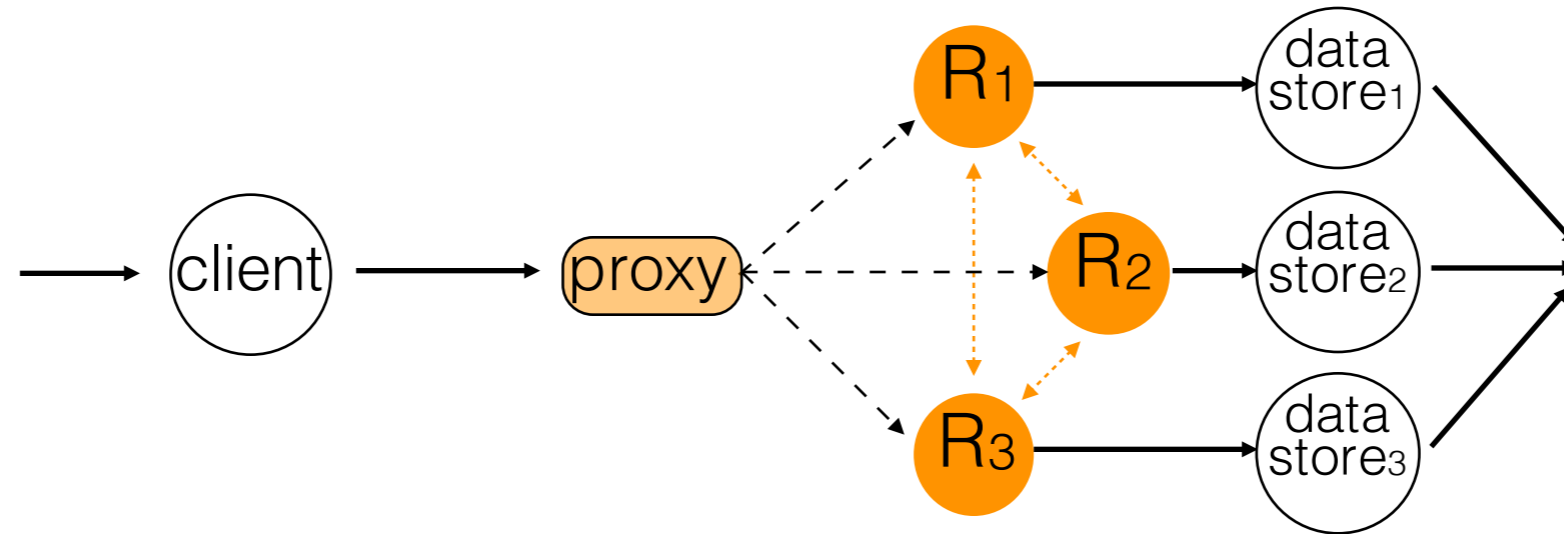 client
proxy
R1
R2
R3
data
store1
data
store2
data
store3